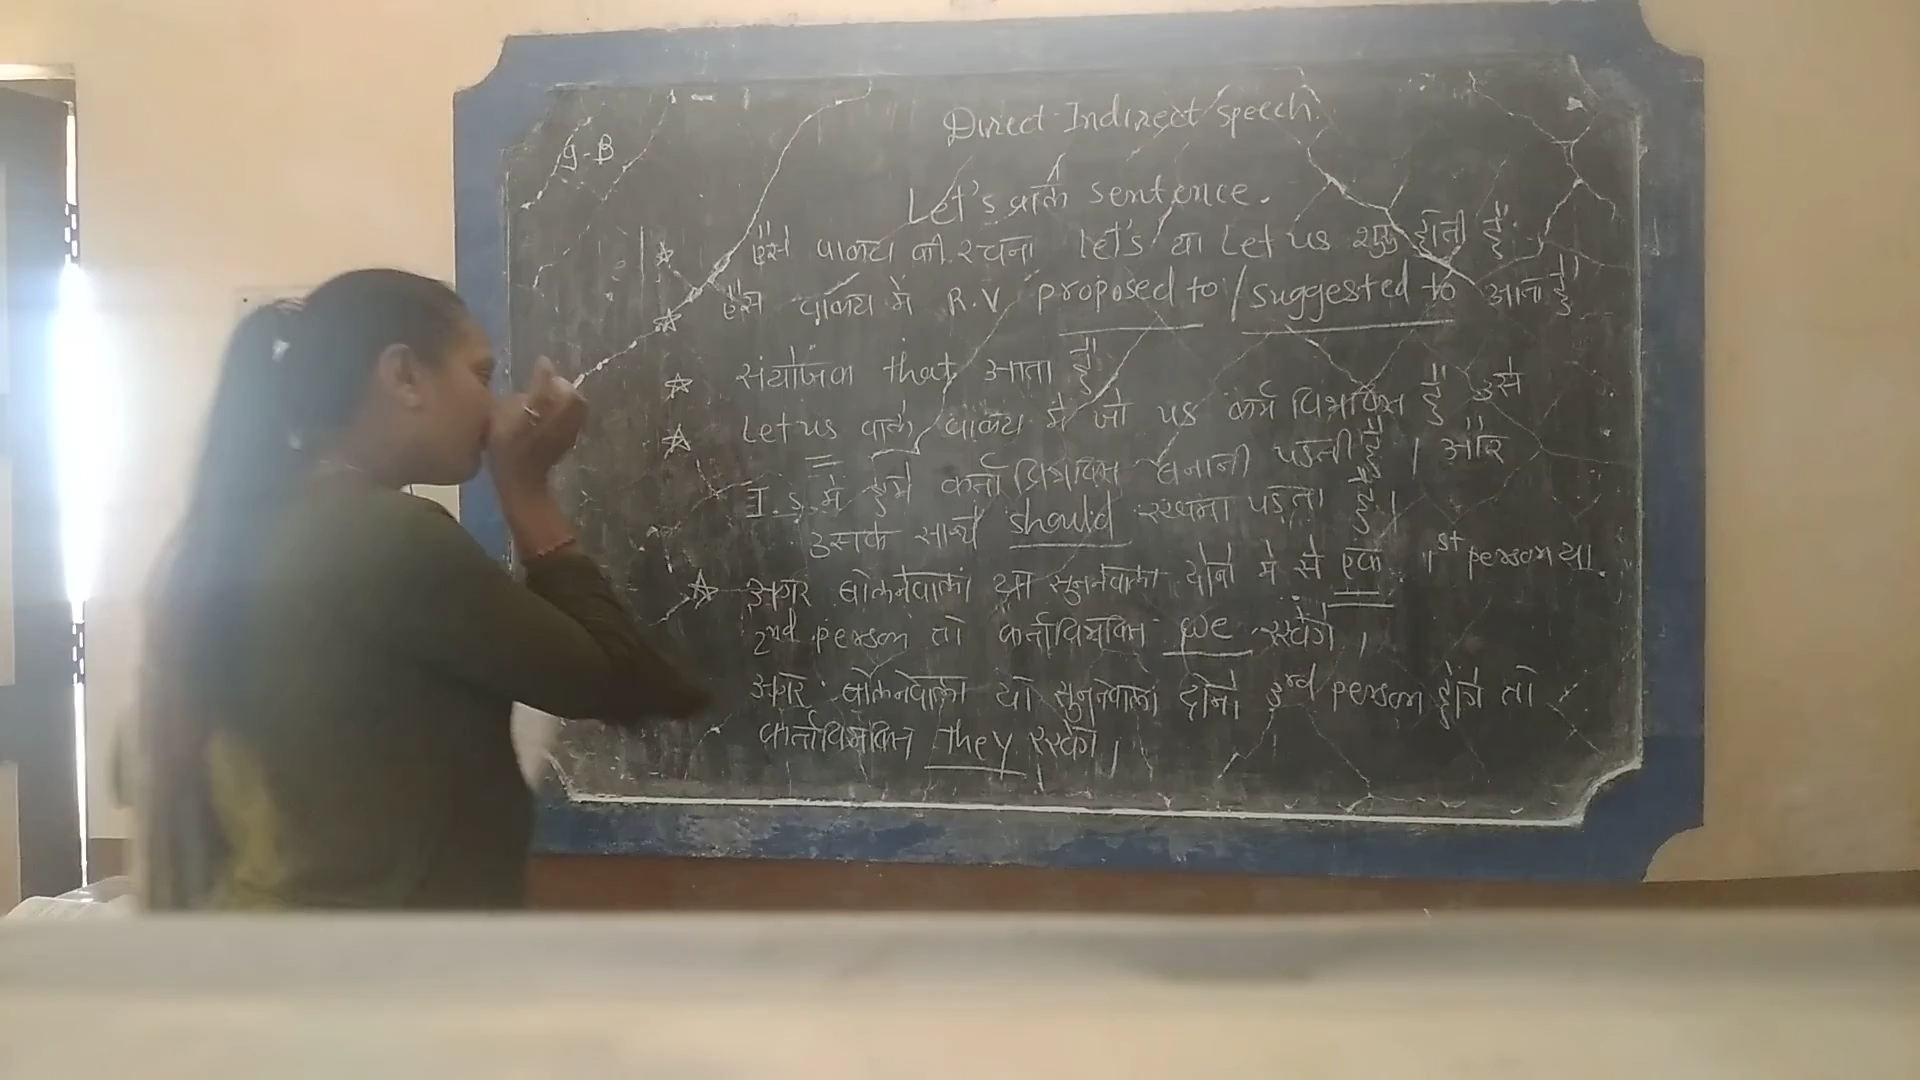 Direct-Indirect speech.
9-B
Let's वाले sentence.
ऐसे वाक्य की रचना let's या Let us शुरू होती हैं.
ऐसे वाक्य में R.V proposed to / suggested to आता हैं
संयोजक that आता हैं
Let us वाले वाक्य में जो us कर्म विभक्ति हैं उसे
I.S. में हमें कर्ता विभक्ति बनानी पड़ती । और
उसके साथ should रखना पड़ता ।
अगर बोलनेवाला या सुननेवाला दोनों में से एक 1st person या
2nd person तो कर्ताविभक्ति we रखेंगे ।
अगर बोलनेवाला या सुननेवाला दोनों 3rd person होंगे तो
कर्ताविभक्ति they रखेंगे ।